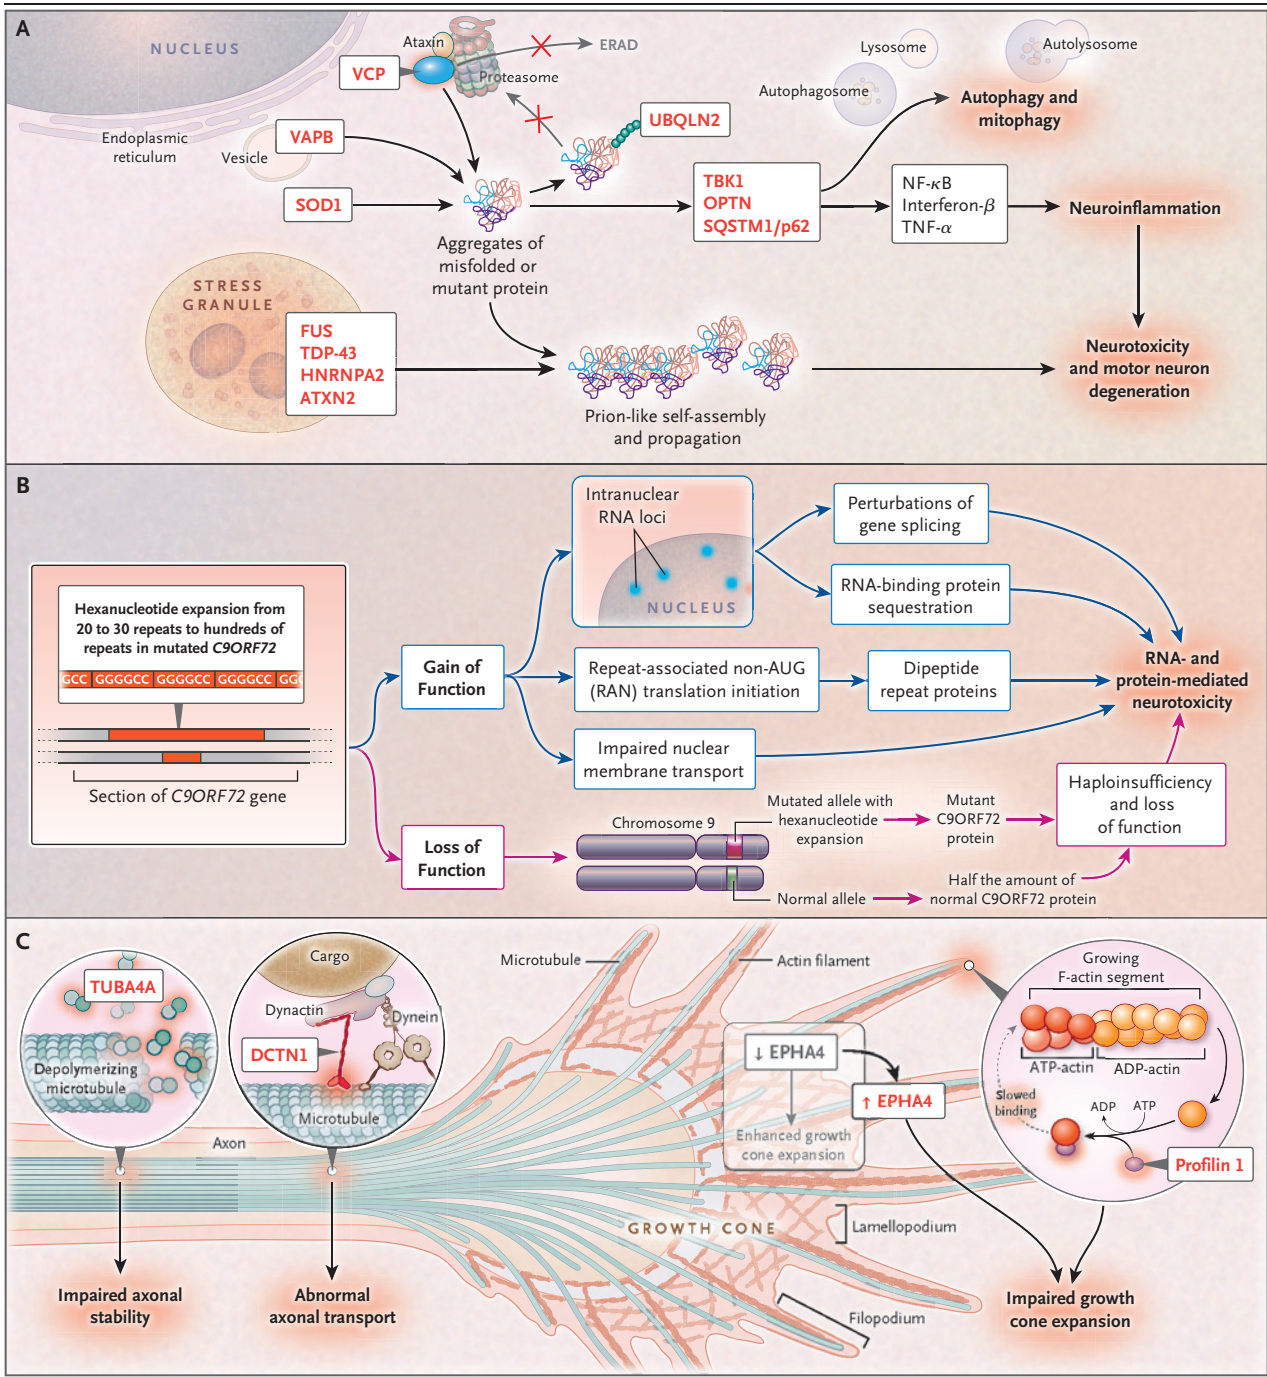 A
NUCLEUS
Ataxin
VCP
ERAD
Proteasome
Lysosome
Autolysosome
Autophagosome
Autophagy and
mitophagy
Endoplasmic
reticulum
Vesicle
VAPB
UBQLN2
SOD1
TBK1
OPTN
SQSTM1/p62
NF-κB
Interferon-β
TNF-α
Neuroinflammation
Aggregates of
misfolded or
mutant protein
STRESS
GRANULE
FUS
TDP-43
HNRNPA2
ATXN2
Prion-like self-assembly
and propagation
Neurotoxicity
and motor neuron
degeneration
B
Hexanucleotide expansion from
20 to 30 repeats to hundreds of
repeats in mutated C9ORF72
GCC GGGGCC GGGGCC GGGGCC GG
Section of C9ORF72 gene
Gain of
Function
Loss of
Function
Intranuclear
RNA loci
NUCLEUS
Perturbations of
gene splicing
RNA-binding protein
sequestration
Repeat-associated non-AUG
(RAN) translation initiation
Dipeptide
repeat proteins
Impaired nuclear
membrane transport
RNA- and
protein-mediated
neurotoxicity
Chromosome 9
Mutated allele with
hexanucleotide
expansion
Mutant
C9ORF72
protein
Haploinsufficiency
and loss
of function
Normal allele
Half the amount of
normal C9ORF72 protein
C
TUBA4A
Depolymerizing
microtubule
Cargo
Dynactin
Dynein
DCTN1
Microtubule
Axon
Impaired axonal
stability
Abnormal
axonal transport
Microtubule
Actin filament
↓ EPHA4
↑ EPHA4
Enhanced growth
cone expansion
GROWTH CONE
Lamellopodium
Filopodium
Growing
F-actin segment
ATP-actin
ADP-actin
Slowed
binding
ADP
ATP
Profilin 1
Impaired growth
cone expansion